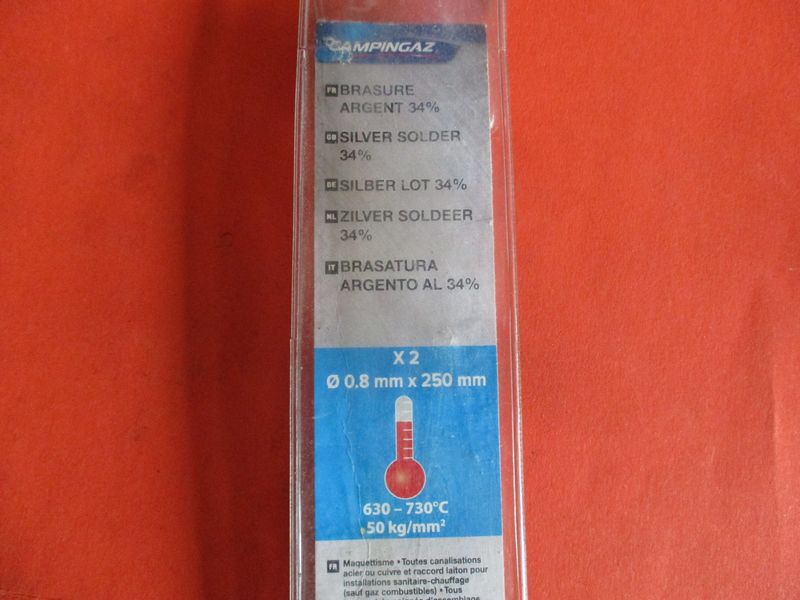 CAMPINGAZ
FR BRASURE
ARGENT 34%
GB SILVER SOLDER
34%
BE SILBER LOT 34%
NL ZILVER SOLDEER
34%
IT BRASATURA
ARGENTO AL 34%
X 2
Ø 0,8 mm x 250 mm
630 – 730°C
50 kg/mm²
FR Maquettisme • Toutes canalisations
acier ou cuivre et raccord laiton pour
installations sanitaire-chauffage
(sauf gaz combustibles) • Tous
d'assemblage